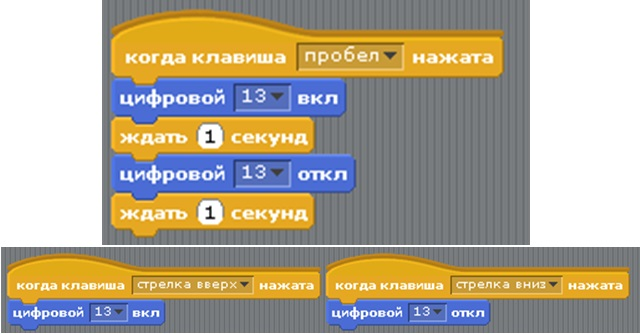 когда клавиша пробел нажата
цифровой 13 вкл
ждать 1 секунд
цифровой 13 откл
ждать 1 секунд
когда клавиша стрелка вверх нажата
цифровой 13 вкл
когда клавиша стрелка вниз нажата
цифровой 13 откл